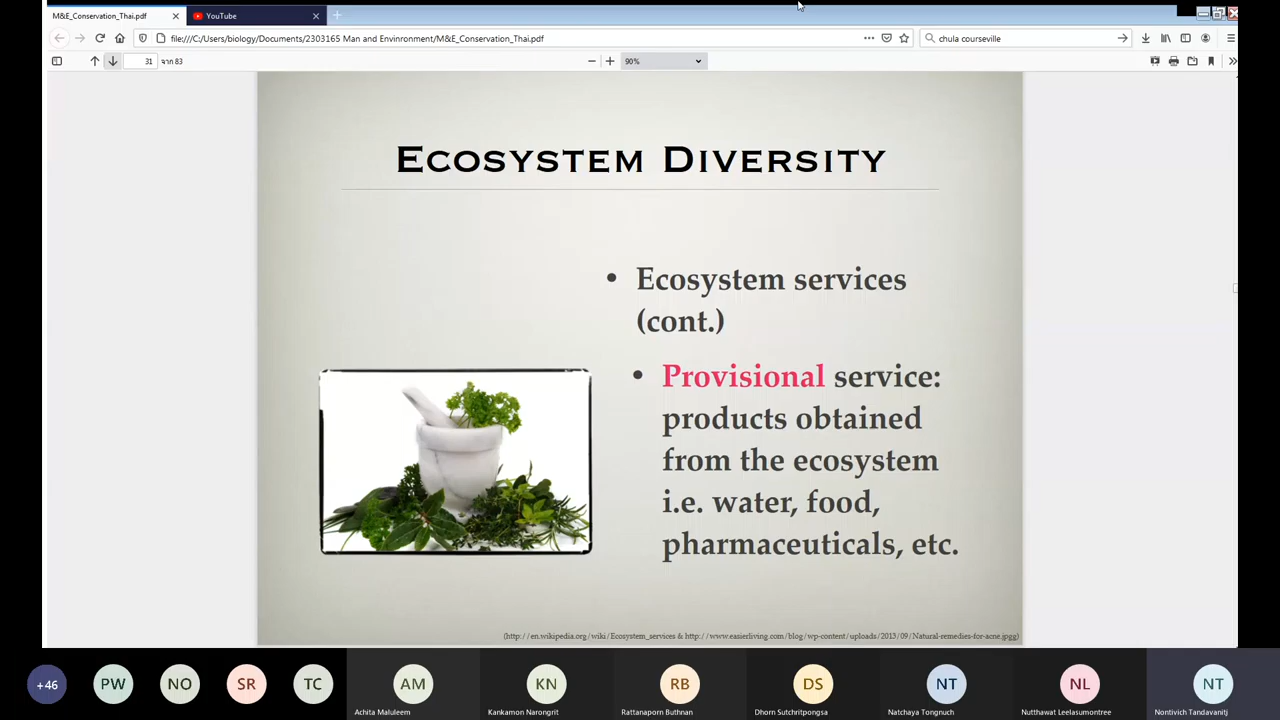 M&E_Conservation_Thai.pdf
YouTube
file:///C:/Users/biology/Documents/2303165 Man and Envinronment/M&E_Conservation_Thai.pdf
chula courseville
31 จาก 83
90%
Ecosystem Diversity
• Ecosystem services
(cont.)
• Provisional service:
products obtained
from the ecosystem
i.e. water, food,
pharmaceuticals, etc.
(http://en.wikipedia.org/wiki/Ecosystem_services & http://www.easierliving.com/blog/wp-content/uploads/2013/09/Natural-remedies-for-acne.jpgg)
+46 PW NO SR TC AM KN RB DS NT NL NT
Achita Maluleem Kankamon Narongrit Rattanaporn Buthnan Dhorn Sutchritpongsa Natchaya Tongnuch Nutthawat Leelasumontree Nontivich Tandavanitj